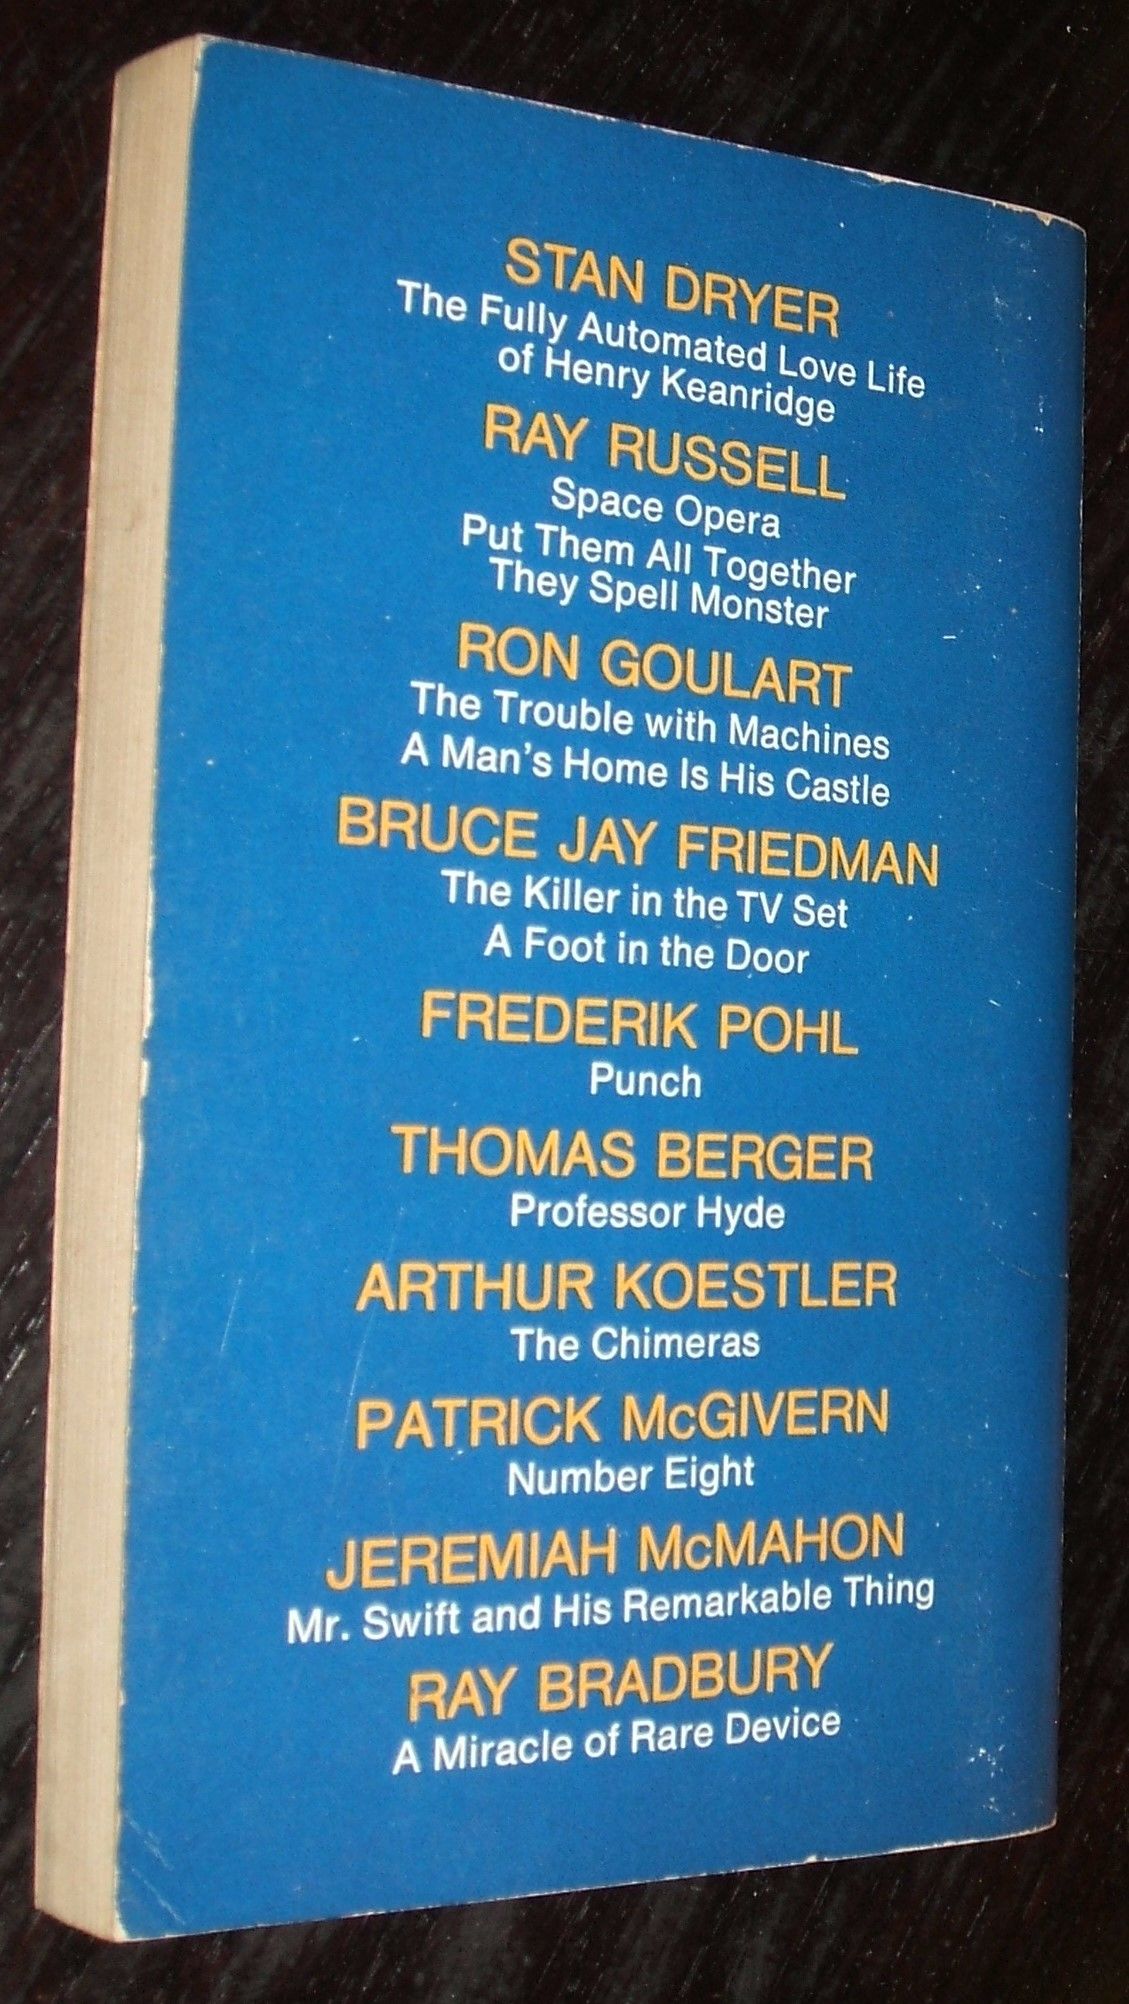 STAN DRYER
The Fully Automated Love Life
of Henry Keanridge
RAY RUSSELL
Space Opera
Put Them All Together
They Spell Monster
RON GOULART
The Trouble with Machines
A Man's Home Is His Castle
BRUCE JAY FRIEDMAN
The Killer in the TV Set
A Foot in the Door
FREDERIK POHL
Punch
THOMAS BERGER
Professor Hyde
ARTHUR KOESTLER
The Chimeras
PATRICK McGIVERN
Number Eight
JEREMIAH McMAHON
Mr. Swift and His Remarkable Thing
RAY BRADBURY
A Miracle of Rare Device